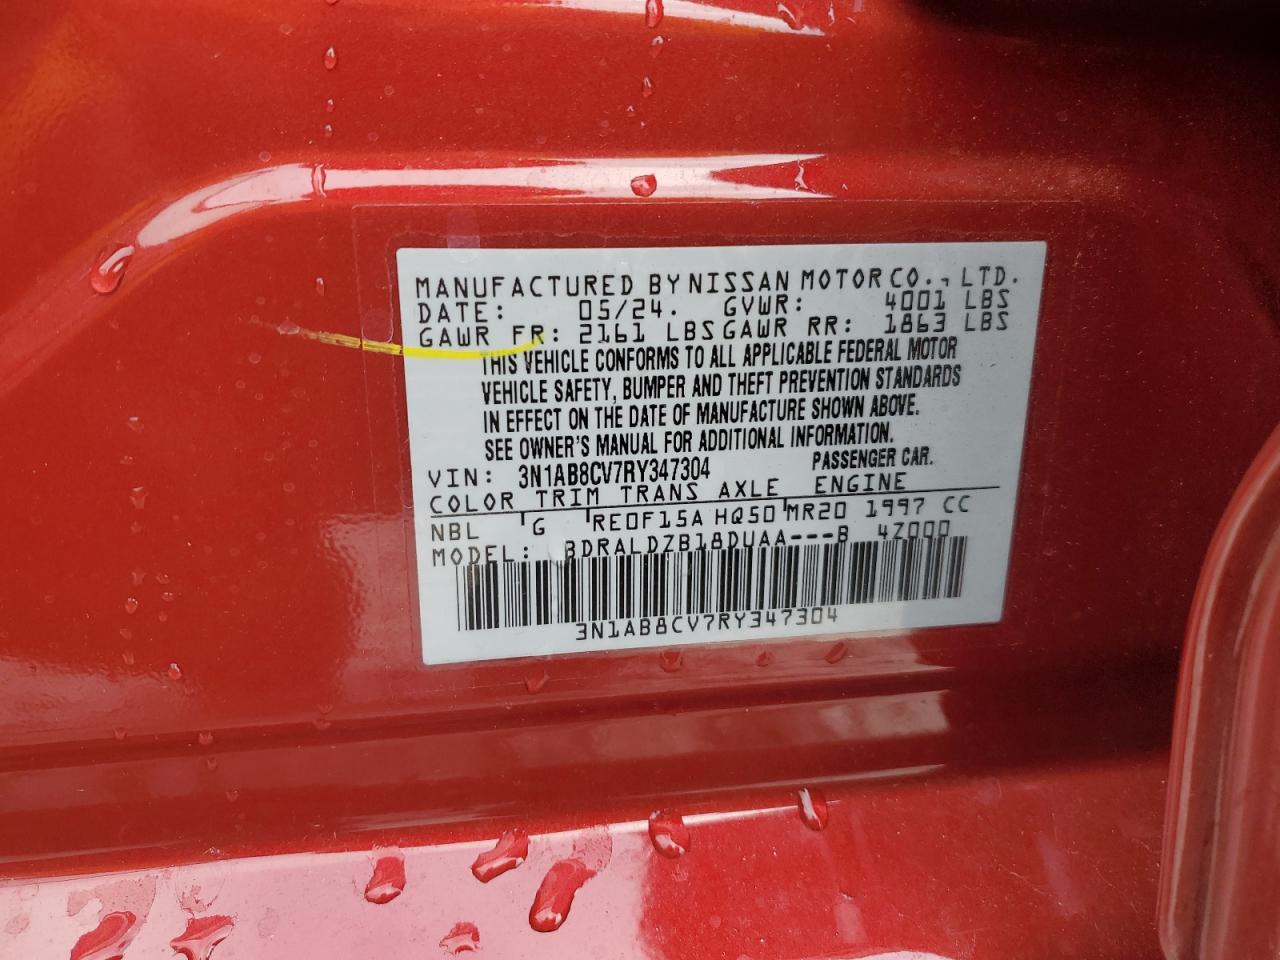 MANUFACTURED BY NISSAN MOTOR CO., LTD.
DATE: 05/24. GVWR: 4001 LBS
GAWR FR: 2161 LBS GAWR RR: 1863 LBS
THIS VEHICLE CONFORMS TO ALL APPLICABLE FEDERAL MOTOR
VEHICLE SAFETY, BUMPER AND THEFT PREVENTION STANDARDS
IN EFFECT ON THE DATE OF MANUFACTURE SHOWN ABOVE.
SEE OWNER'S MANUAL FOR ADDITIONAL INFORMATION.
VIN: 3N1AB8CV7RY347304 PASSENGER CAR.
COLOR TRIM TRANS AXLE ENGINE
NBL G RE0F15A HQ50 MR20 1997 CC
MODEL: BDRALDZB18DUAA---B 4Z000
3N1AB8CV7RY347304